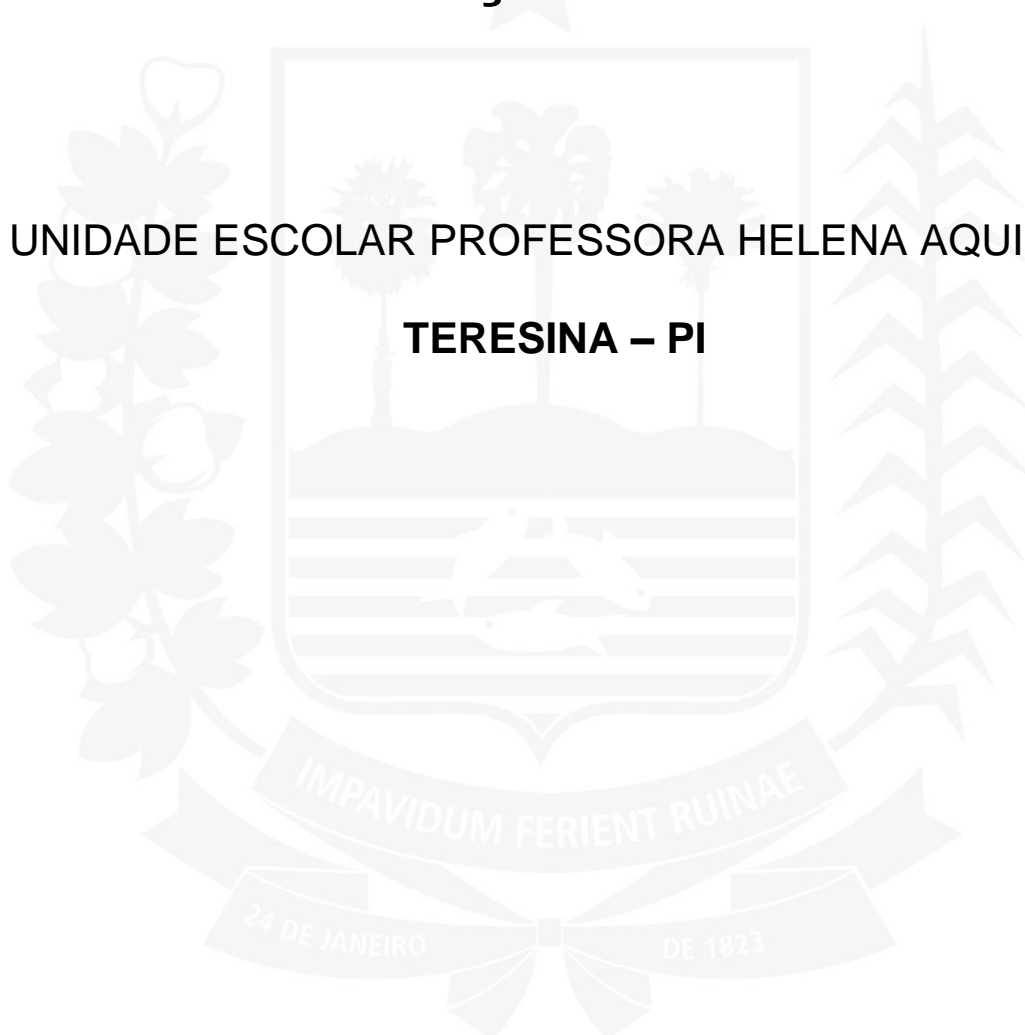 UNIDADE ESCOLAR PROFESSORA HELENA AQUI
TERESINA – PI
IMPAVIDUM FERIENT RUINAE
24 DE JANEIRO DE 1823